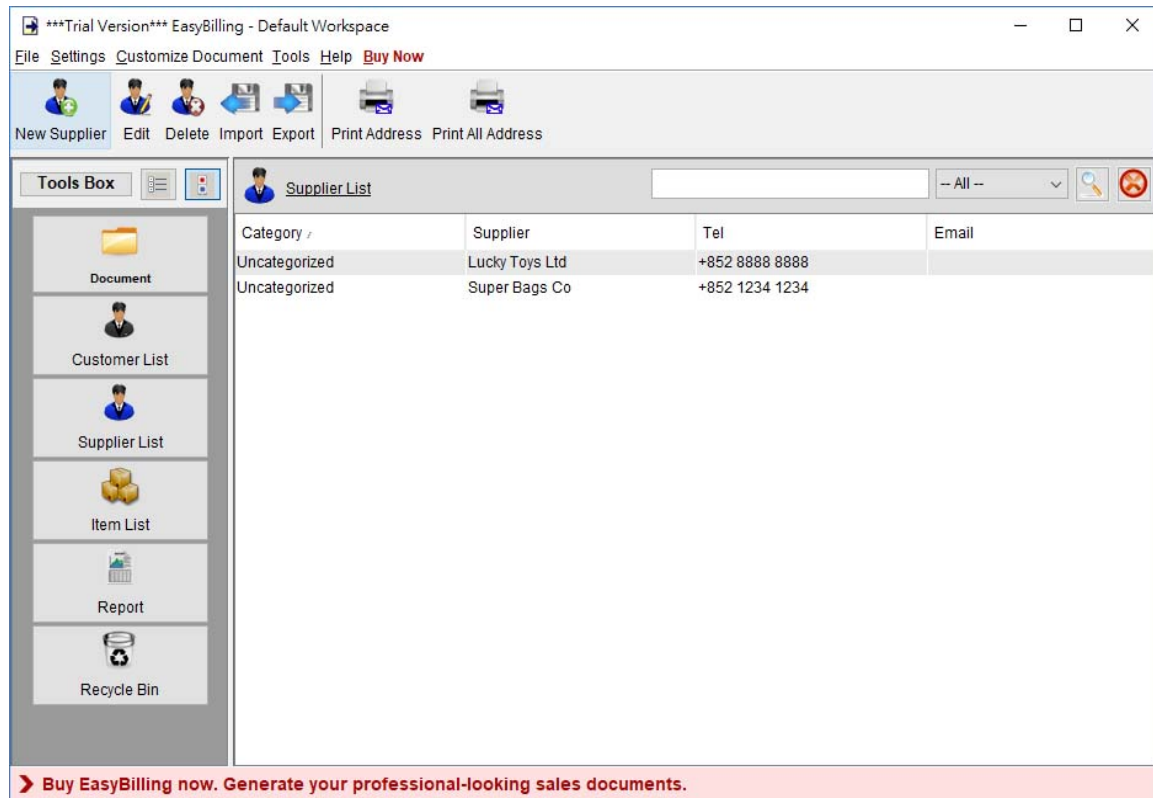 ***Trial Version*** EasyBilling - Default Workspace
File Settings Customize Document Tools Help Buy Now
New Supplier Edit Delete Import Export Print Address Print All Address
Tools Box
Supplier List
-- All --
Category Supplier Tel Email
Uncategorized Lucky Toys Ltd +852 8888 8888
Uncategorized Super Bags Co +852 1234 1234
Document
Customer List
Supplier List
Item List
Report
Recycle Bin
Buy EasyBilling now. Generate your professional-looking sales documents.